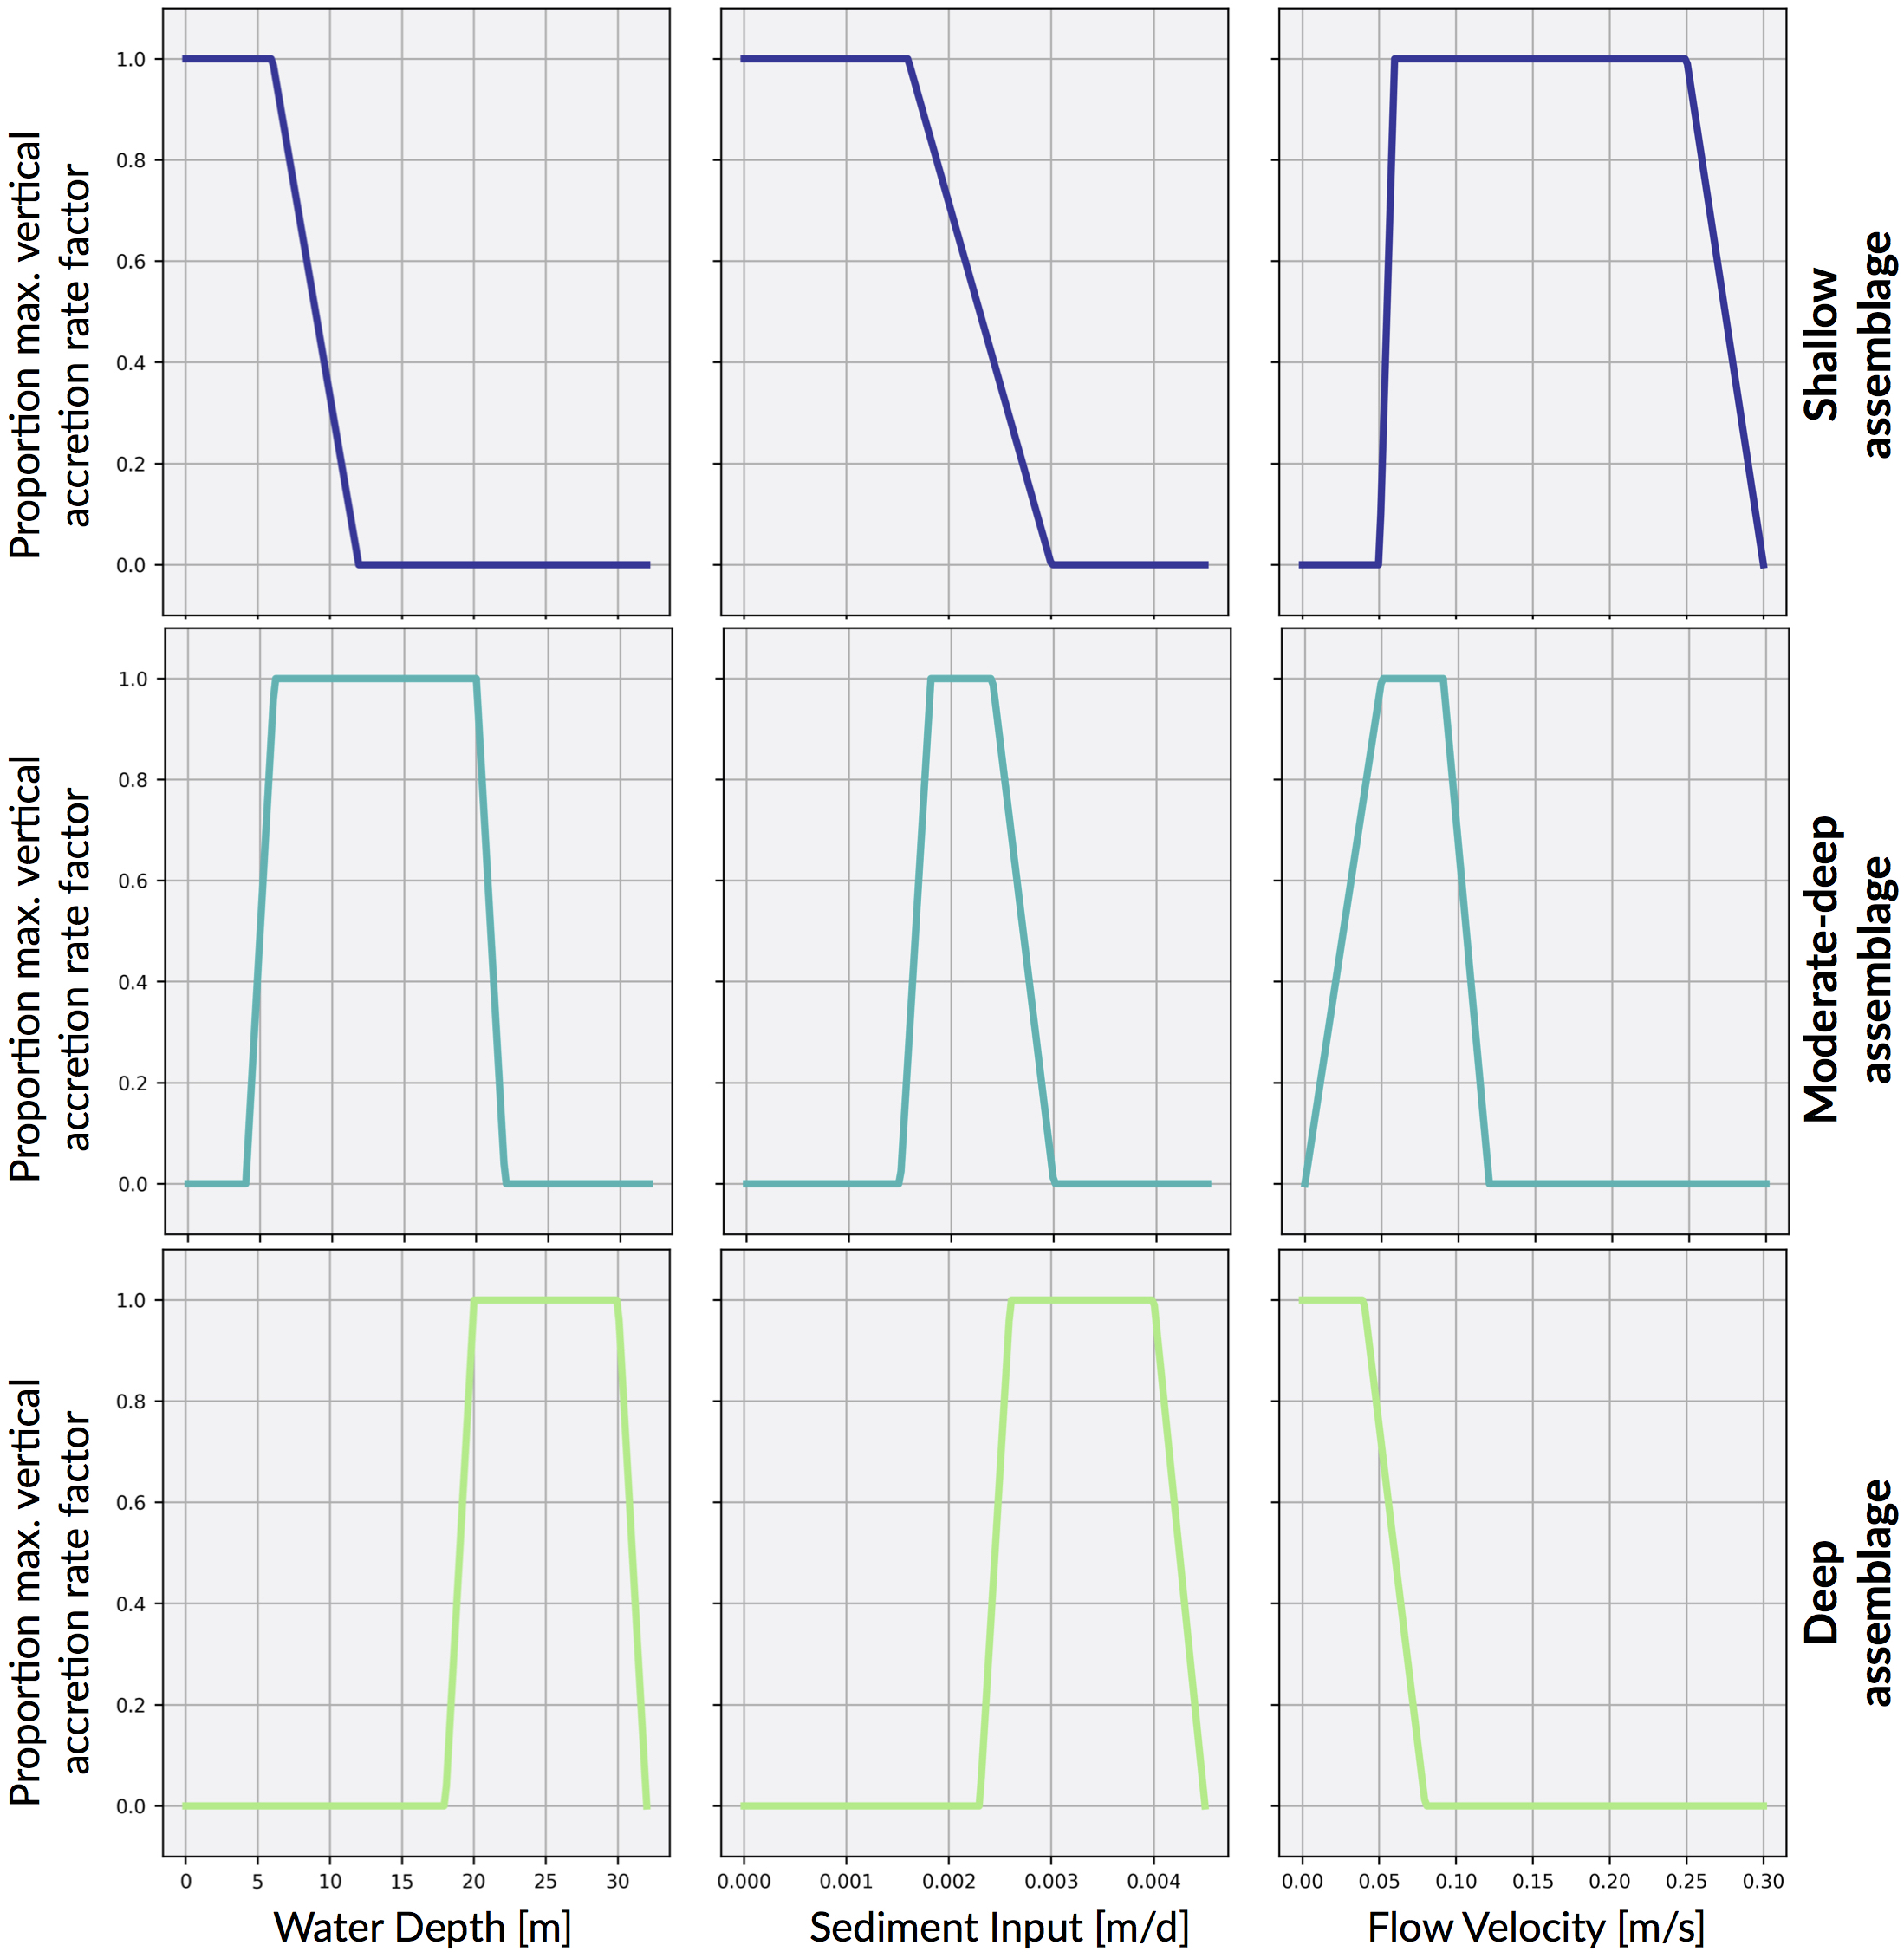 Proportion max. vertical
accretion rate factor
1.0
0.8
0.6
0.4
0.2
0.0
Shallow
assemblage
Proportion max. vertical
accretion rate factor
1.0
0.8
0.6
0.4
0.2
0.0
Moderate-deep
assemblage
Proportion max. vertical
accretion rate factor
1.0
0.8
0.6
0.4
0.2
0.0
Deep
assemblage
0 5 10 15 20 25 30
0.000 0.001 0.002 0.003 0.004
0.00 0.05 0.10 0.15 0.20 0.25 0.30
Water Depth [m]
Sediment Input [m/d]
Flow Velocity [m/s]